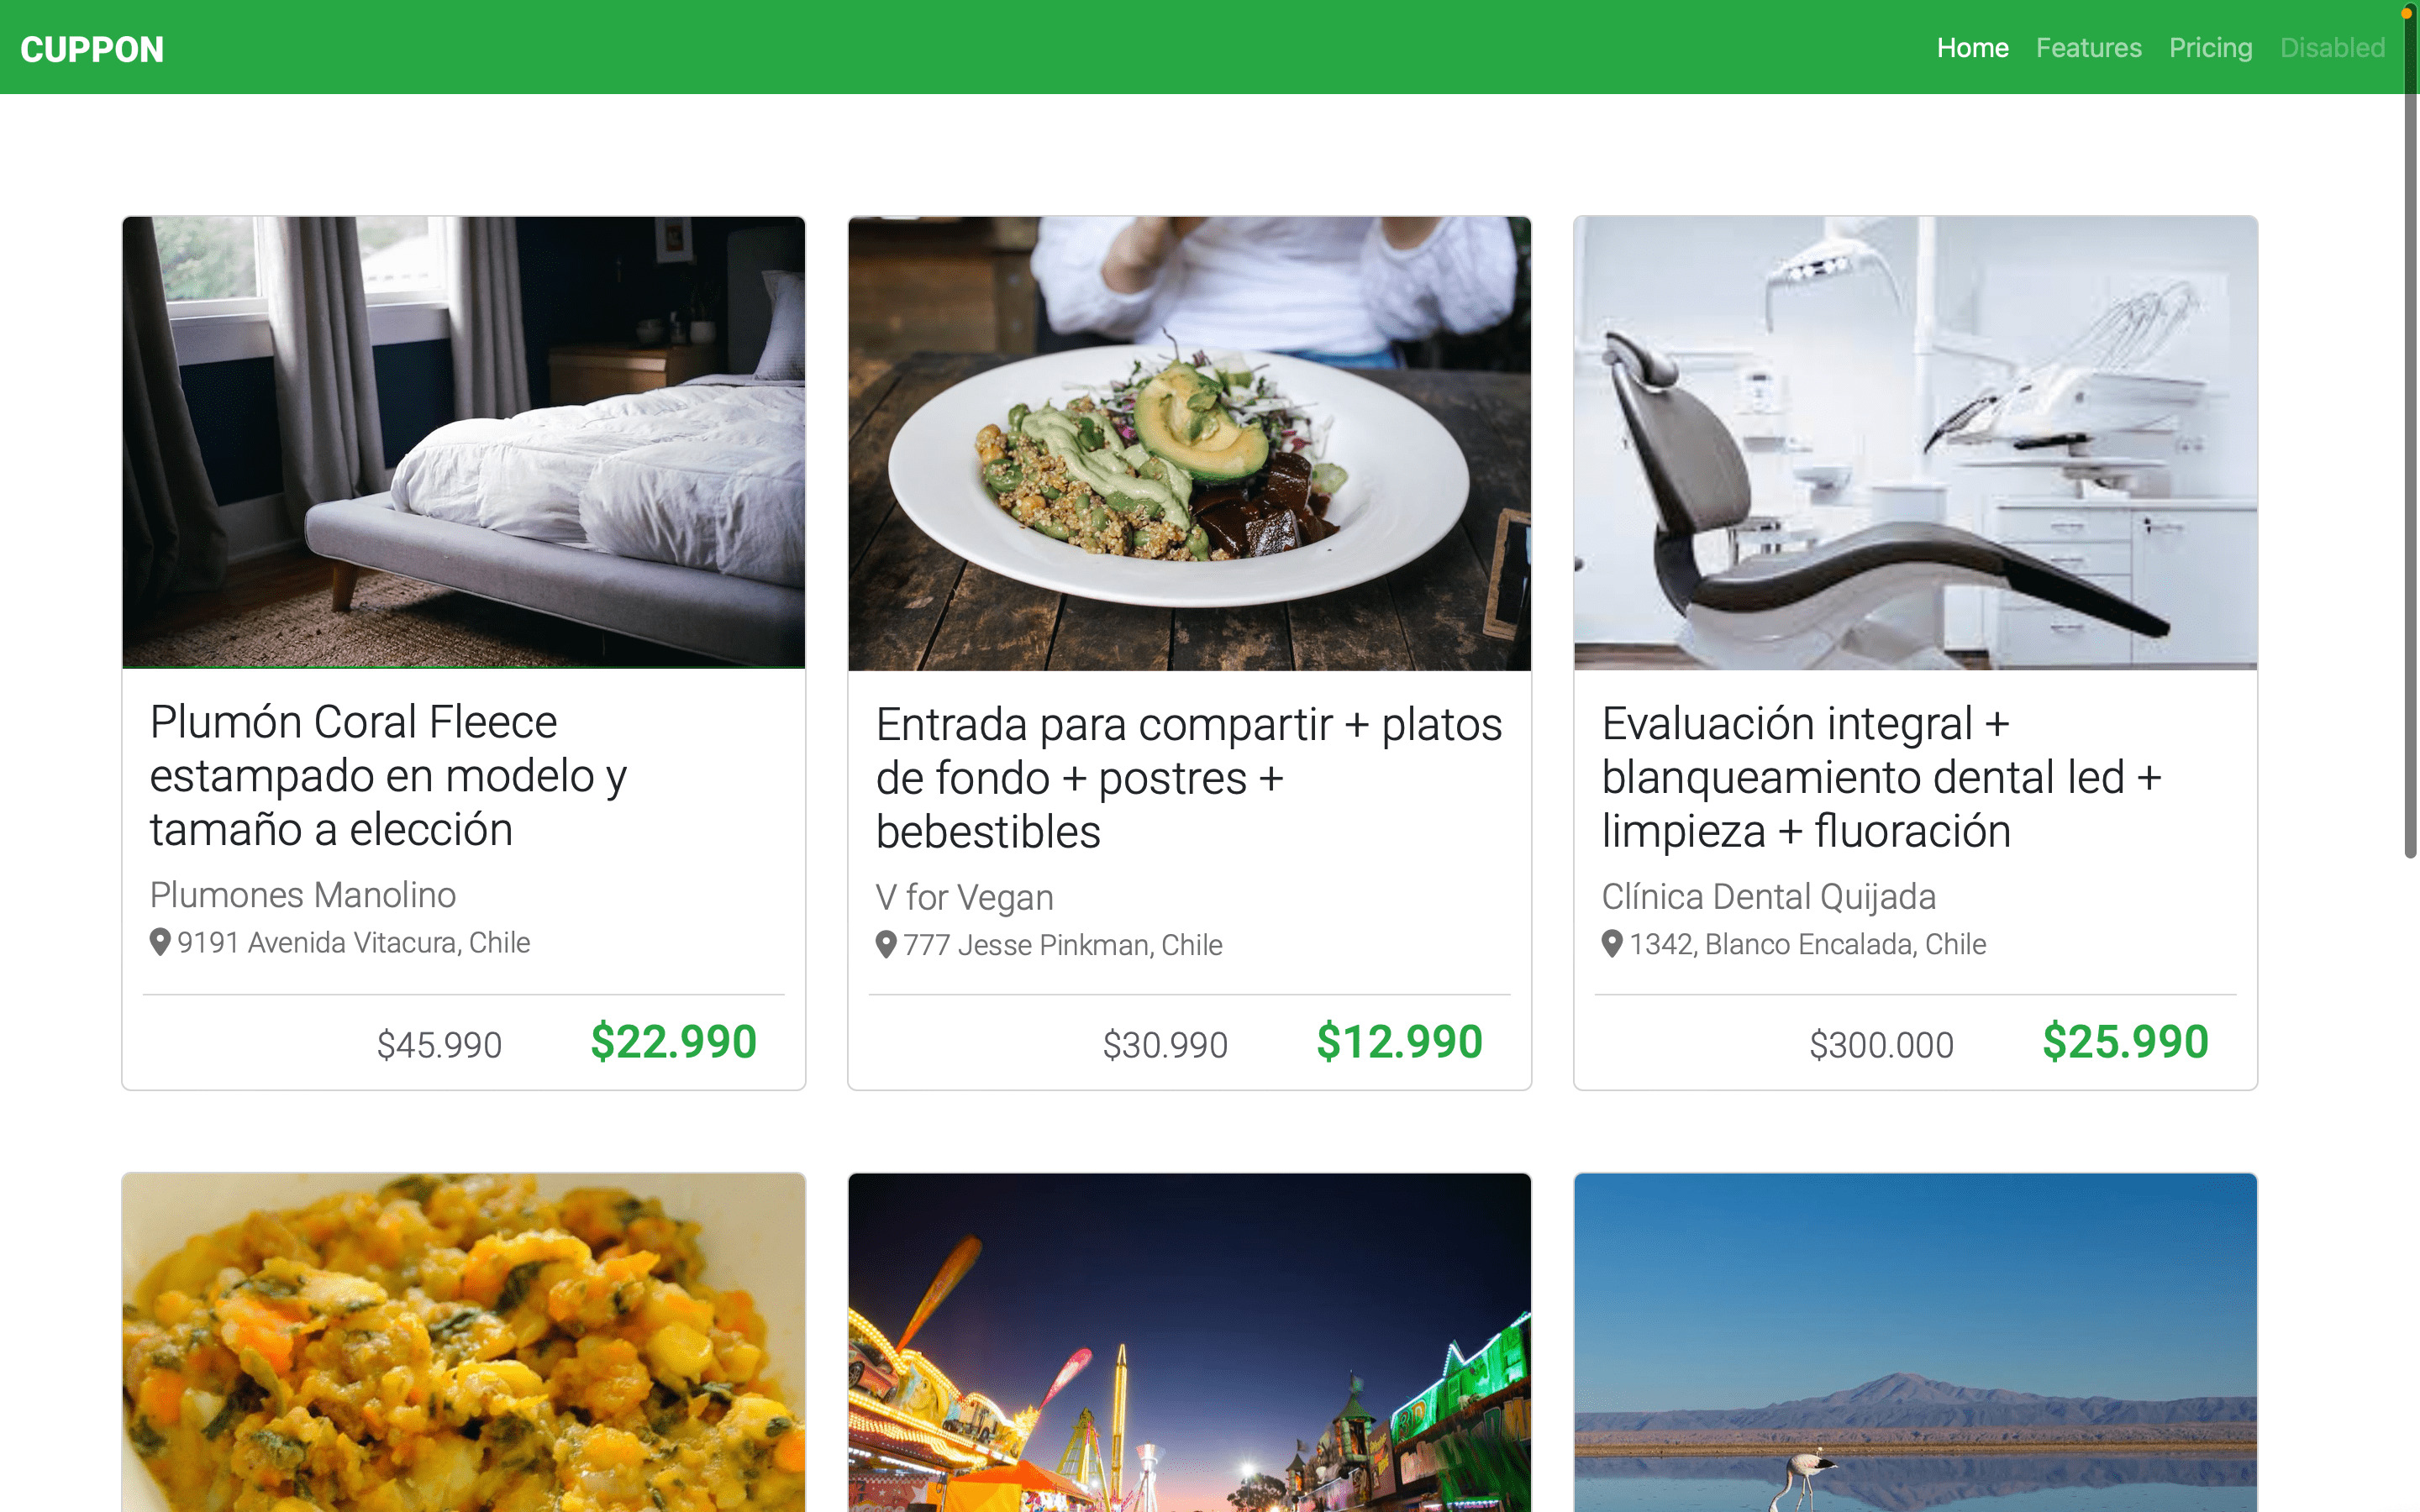 CUPPON
Home Features Pricing Disabled
Plumón Coral Fleece
estampado en modelo y
tamaño a elección
Plumones Manolino
9191 Avenida Vitacura, Chile
$45.990 $22.990
Entrada para compartir + platos
de fondo + postres +
bebestibles
V for Vegan
777 Jesse Pinkman, Chile
$30.990 $12.990
Evaluación integral +
blanqueamiento dental led +
limpieza + fluoración
Clínica Dental Quijada
1342, Blanco Encalada, Chile
$300.000 $25.990